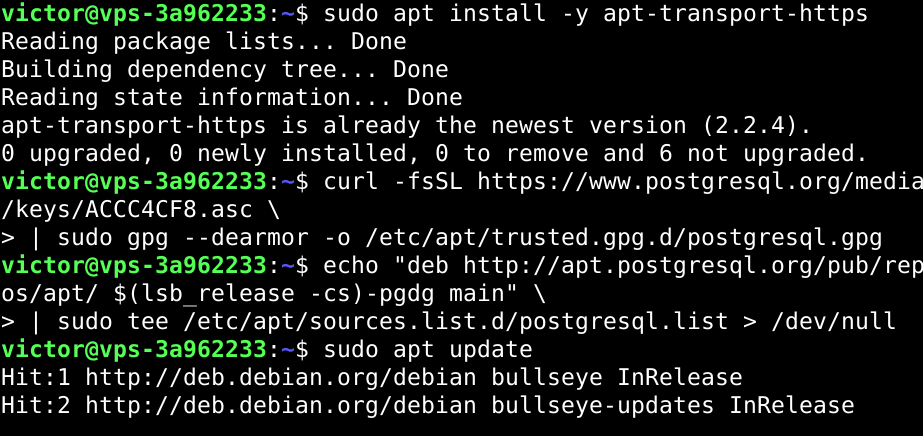 victor@vps-3a962233:~$ sudo apt install -y apt-transport-https
Reading package lists... Done
Building dependency tree... Done
Reading state information... Done
apt-transport-https is already the newest version (2.2.4).
0 upgraded, 0 newly installed, 0 to remove and 6 not upgraded.
victor@vps-3a962233:~$ curl -fsSL https://www.postgresql.org/media
/keys/ACCC4CF8.asc \
> | sudo gpg --dearmor -o /etc/apt/trusted.gpg.d/postgresql.gpg
victor@vps-3a962233:~$ echo "deb http://apt.postgresql.org/pub/rep
os/apt/ $(lsb_release -cs)-pgdg main" \
> | sudo tee /etc/apt/sources.list.d/postgresql.list > /dev/null
victor@vps-3a962233:~$ sudo apt update
Hit:1 http://deb.debian.org/debian bullseye InRelease
Hit:2 http://deb.debian.org/debian bullseye-updates InRelease